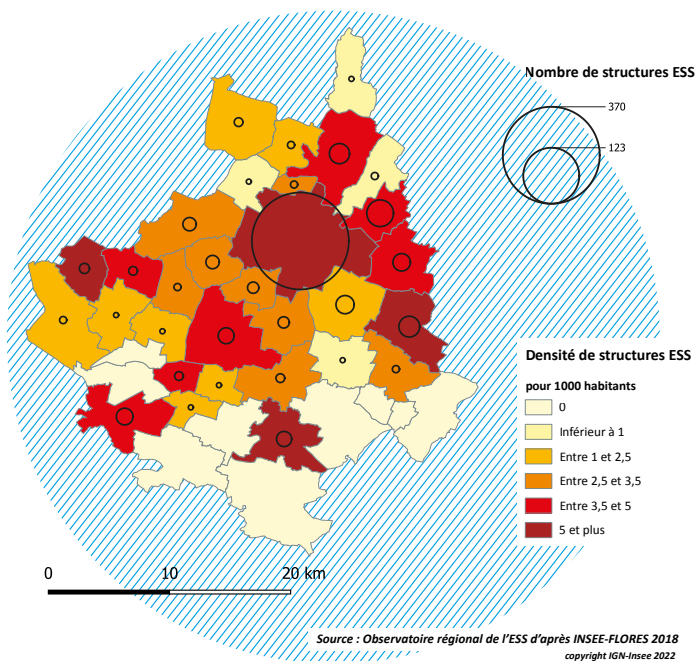 Nombre de structures ESS
370
123
Densité de structures ESS
pour 1000 habitants
0
Inférieur à 1
Entre 1 et 2,5
Entre 2,5 et 3,5
Entre 3,5 et 5
5 et plus
0 10 20 km
Source : Observatoire régional de l'ESS d'après INSEE-FLORES 2018
copyright IGN-Insee 2022